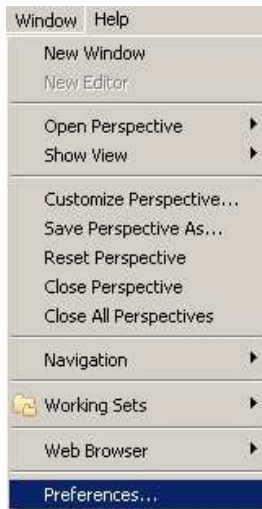 Window Help
New Window
New Editor
Open Perspective
Show View
Customize Perspective...
Save Perspective As...
Reset Perspective
Close Perspective
Close All Perspectives
Navigation
Working Sets
Web Browser
Preferences...